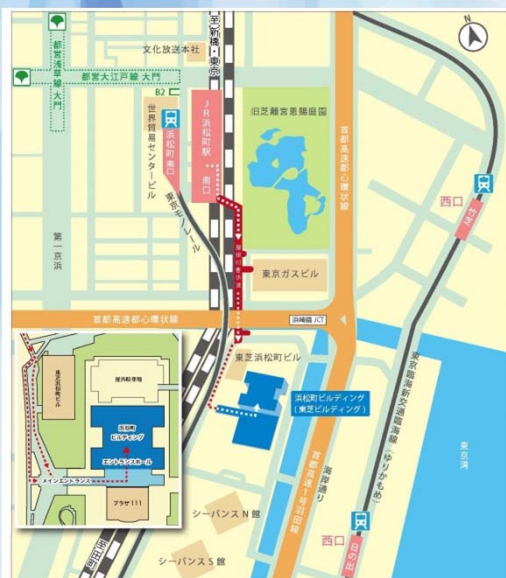 N
至新橋・東京
文化放送本社
都営浅草線 大門
都営大江戸線 大門
B2
世界貿易センタービル
浜松町南口
JR浜松町駅
南口
旧芝離宮恩賜庭園
首都高速都心環状線
西口
竹芝
東京モノレール
第一京浜
東京ガスビル
首都高速都心環状線
浜崎橋 JCT
東京臨海新交通臨海線(ゆりかもめ)
東芝浜松町ビル
浜松町ビルディング
(東芝ビルディング)
浜松町
ビルディング
エントランスホール
メインエントランス
プラザ111
首都高速1号羽田線
海岸通り
東京湾
シーバンス N 館
西口
日の出
シーバンス S 館
至田町